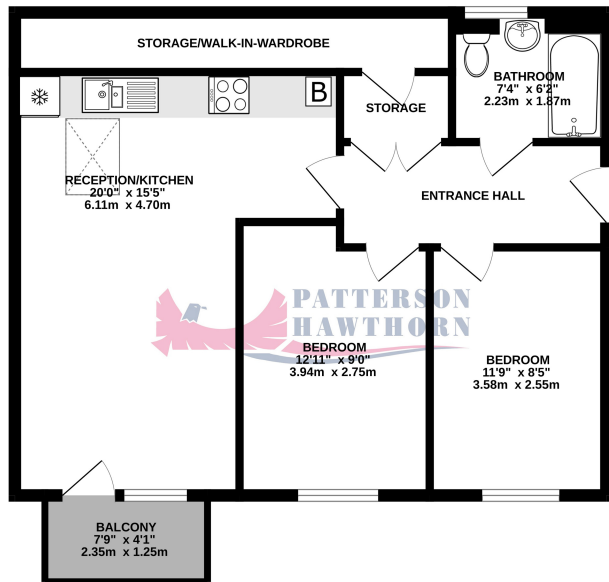 STORAGE/WALK-IN-WARDROBE
BATHROOM
7'4" x 6'2"
2.23m x 1.87m
B
STORAGE
RECEPTION/KITCHEN
20'0" x 15'5"
6.11m x 4.70m
ENTRANCE HALL
PATTERSON
HAWTHORN
BEDROOM
12'11" x 9'0"
3.94m x 2.75m
BEDROOM
11'9" x 8'5"
3.58m x 2.55m
BALCONY
7'9" x 4'1"
2.35m x 1.25m